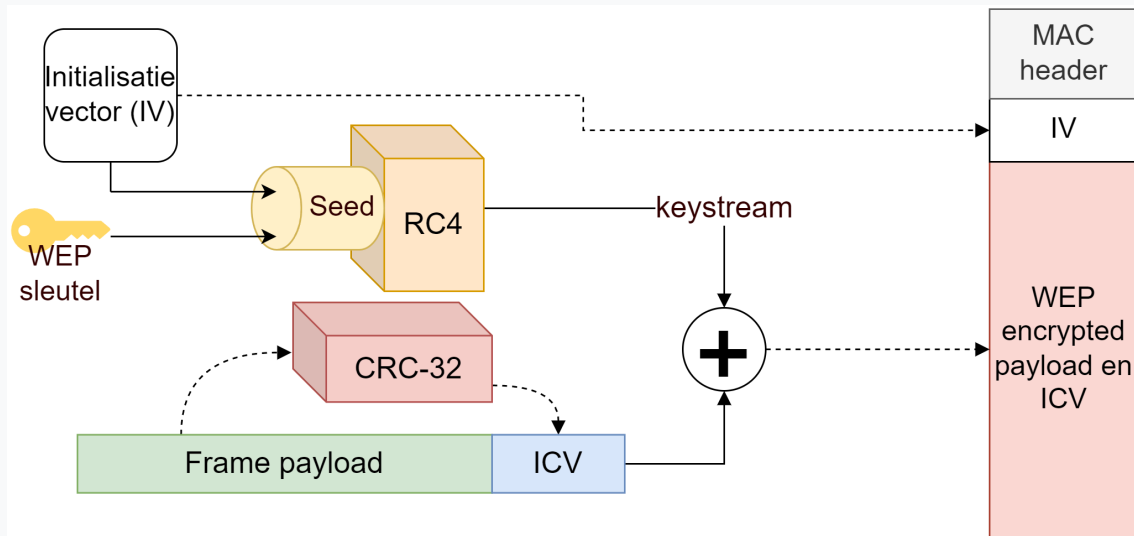 Initialisatie
vector (IV)
MAC
header
IV
Seed
RC4
keystream
WEP
sleutel
CRC-32
WEP
encrypted
payload en
ICV
Frame payload
ICV